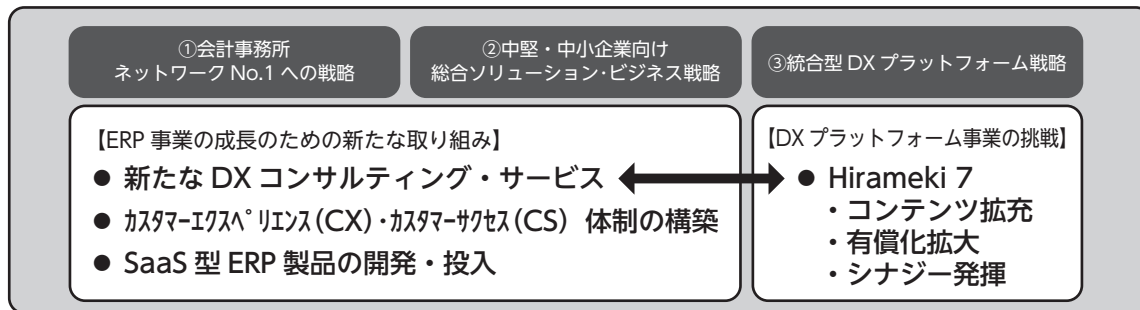 ①会計事務所
ネットワーク No.1 への戦略
②中堅・中小企業向け
総合ソリューション・ビジネス戦略
③統合型 DX プラットフォーム戦略
【ERP 事業の成長のための新たな取り組み】
● 新たな DX コンサルティング・サービス
● ｶｽﾀﾏｰｴｸｽﾍﾟﾘｴﾝｽ(CX)・ｶｽﾀﾏｰｻｸｾｽ(CS) 体制の構築
● SaaS 型 ERP 製品の開発・投入
【DX プラットフォーム事業の挑戦】
● Hirameki 7
・コンテンツ拡充
・有償化拡大
・シナジー発揮